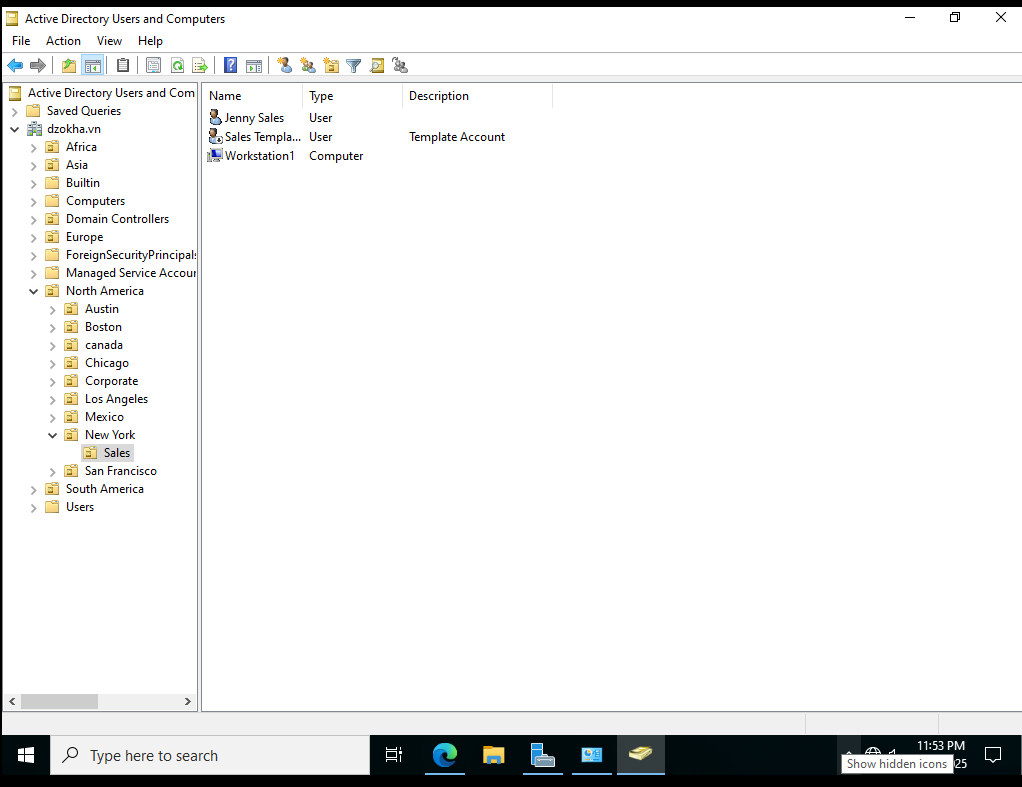 Active Directory Users and Computers
File Action View Help
Active Directory Users and Com
Saved Queries
dzokha.vn
Africa
Asia
Builtin
Computers
Domain Controllers
Europe
ForeignSecurityPrincipals
Managed Service Accour
North America
Austin
Boston
canada
Chicago
Corporate
Los Angeles
Mexico
New York
Sales
San Francisco
South America
Users
Name Type Description
Jenny Sales User
Sales Templa... User Template Account
Workstation1 Computer
Type here to search
11:53 PM
Show hidden icons
25